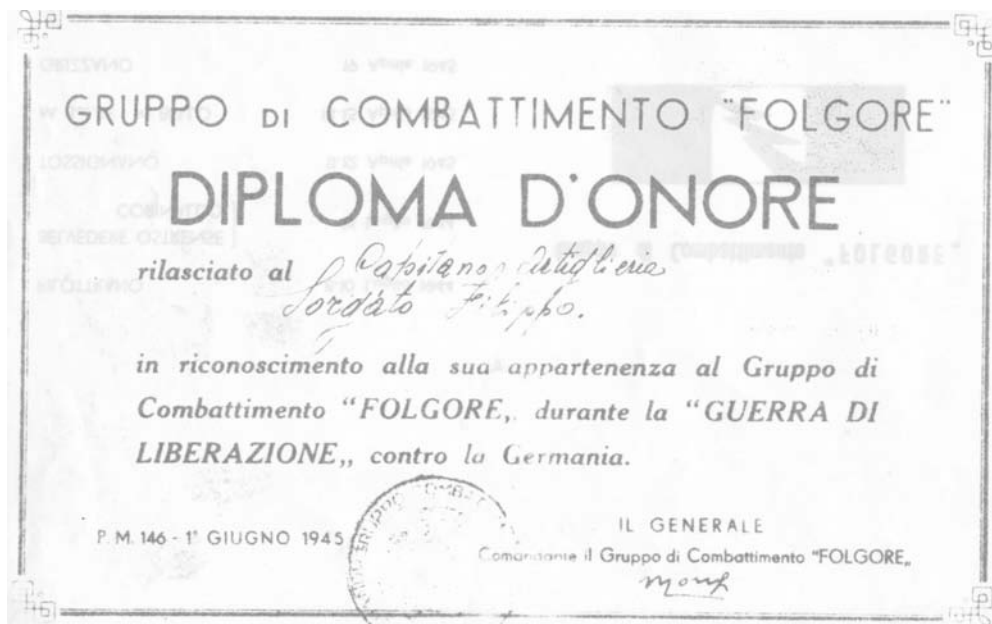 GRUPPO DI COMBATTIMENTO "FOLGORE"
DIPLOMA D'ONORE
rilasciato al Capitano Artiglieria
Sordato Filippo.
in riconoscimento alla sua appartenenza al Gruppo di
Combattimento "FOLGORE„ durante la "GUERRA DI
LIBERAZIONE„ contro la Germania.
P. M. 146 - 1° GIUGNO 1945
GRUPPO COMBA
IL GENERALE
Comandante il Gruppo di Combattimento "FOLGORE„